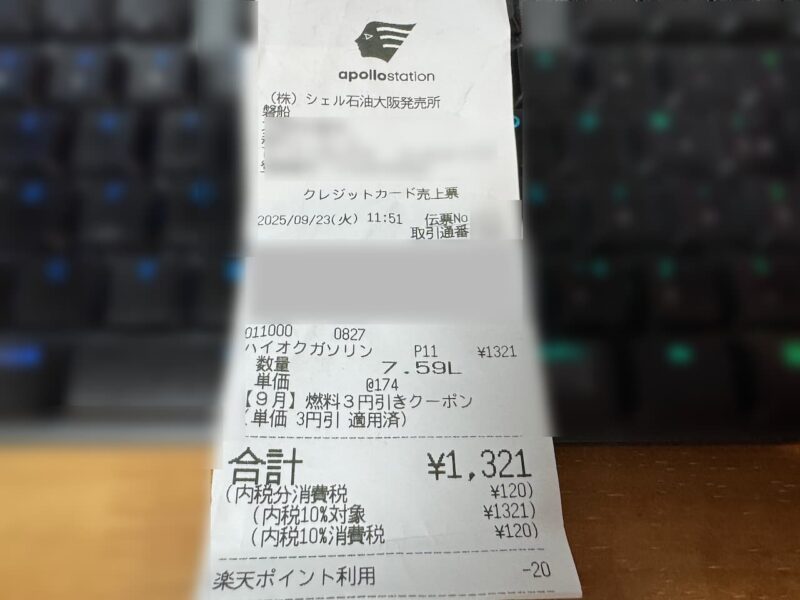 apollostation
(株)シェル石油大阪発売所
磐船
クレジットカード売上票
2025/09/23(火) 11:51 伝票No
取引通番
011000 0827
ハイオクガソリン P11 ¥1321
数量 7.59L
単価 @174
【9月】燃料3円引きクーポン
(単価 3円引 適用済)
合計 ¥1,321
(内税分消費税 ¥120)
(内税10%対象 ¥1321)
(内税10%消費税 ¥120)
楽天ポイント利用 -20